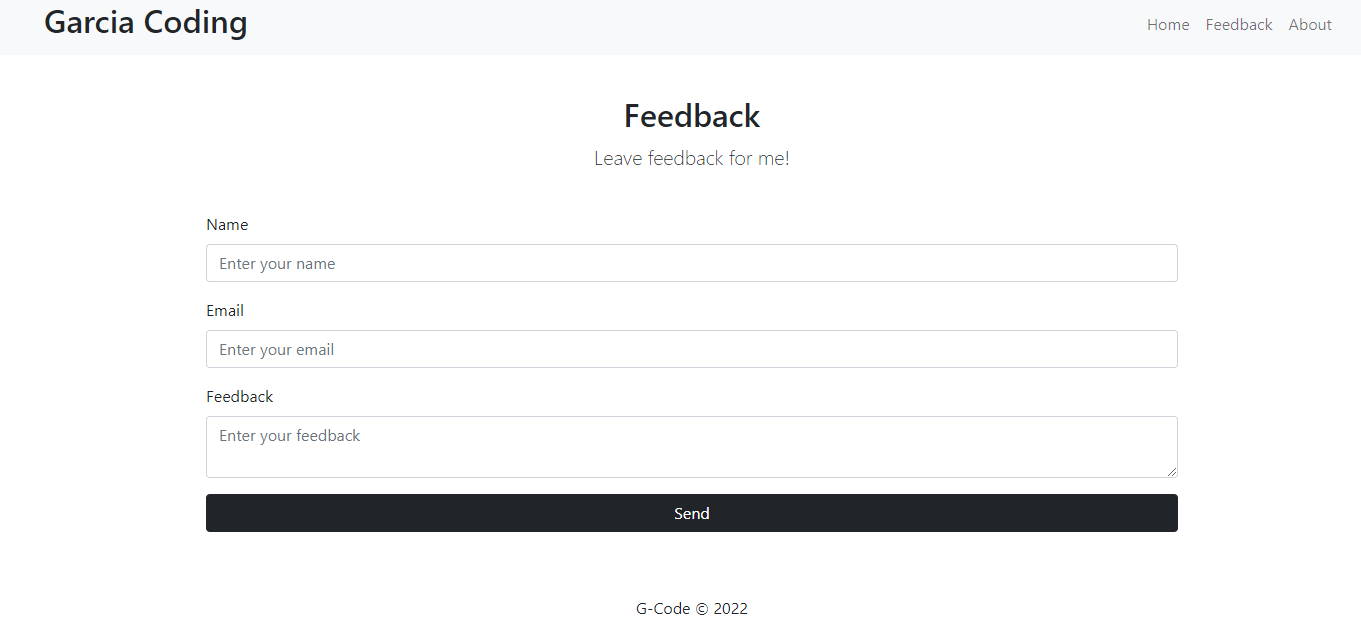 Garcia Coding
Home Feedback About
Feedback
Leave feedback for me!
Name
Enter your name
Email
Enter your email
Feedback
Enter your feedback
Send
G-Code © 2022